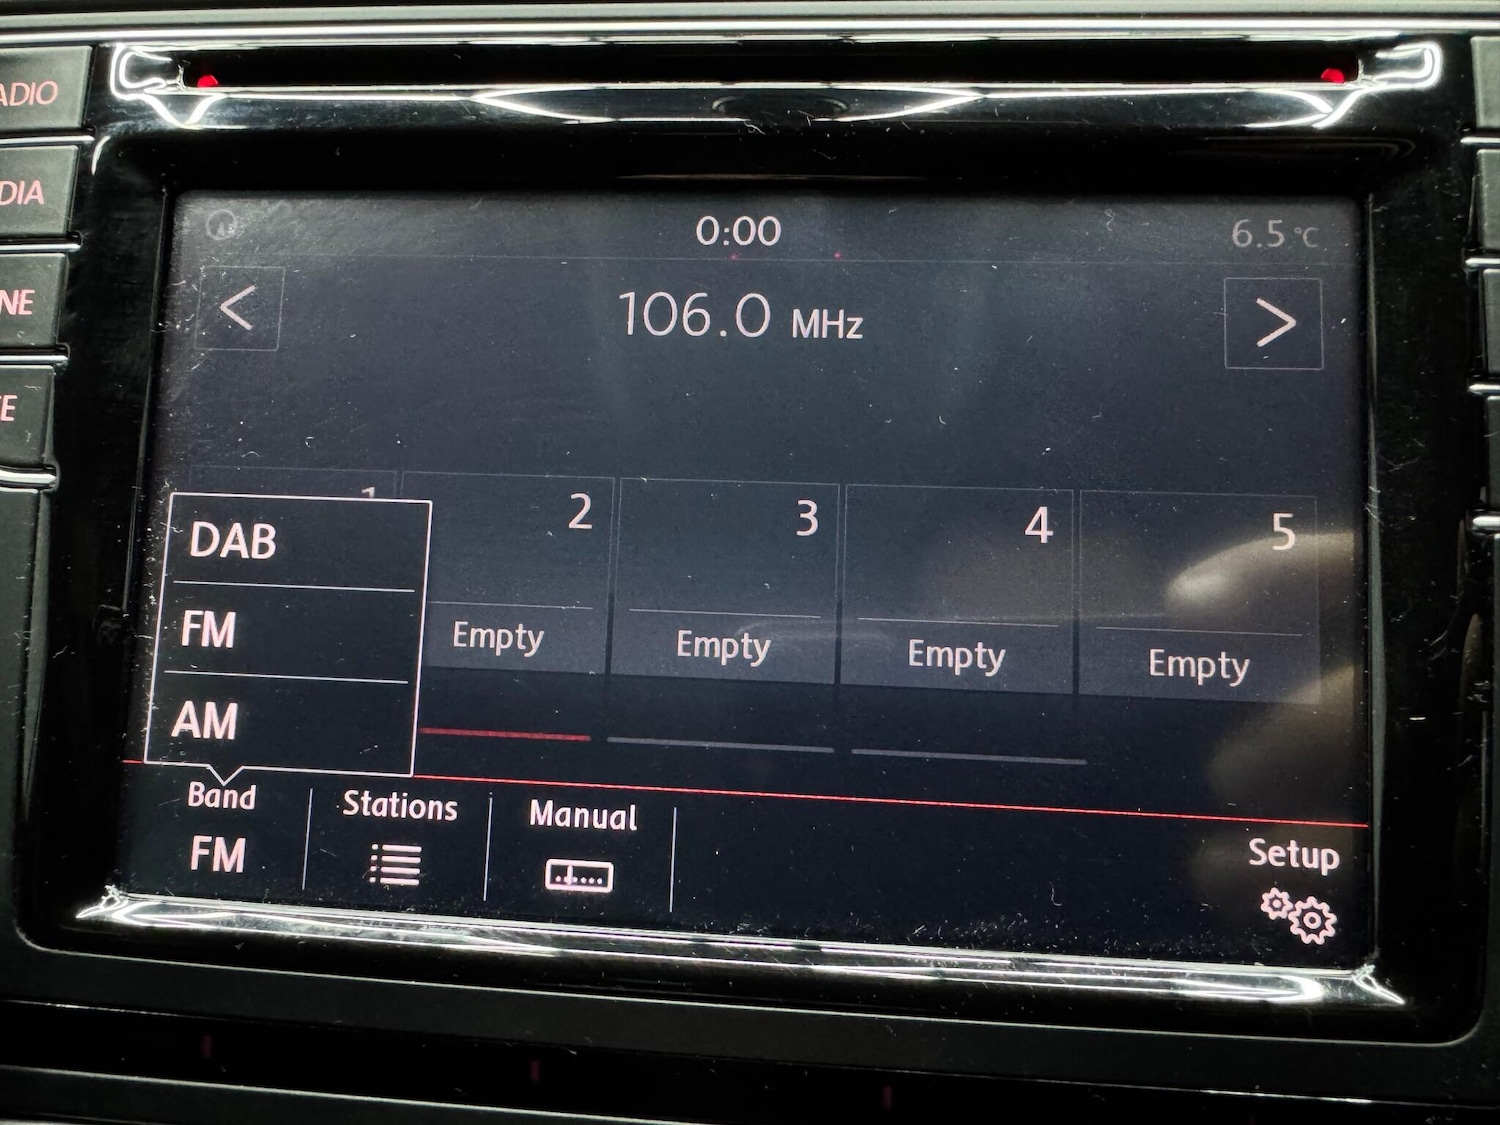 ADIO
DIA
NE
E
0:00
6.5 °C
<
106.0 MHz
>
1
2
3
4
5
DAB
FM
AM
Empty
Empty
Empty
Empty
Band
FM
Stations
Manual
Setup